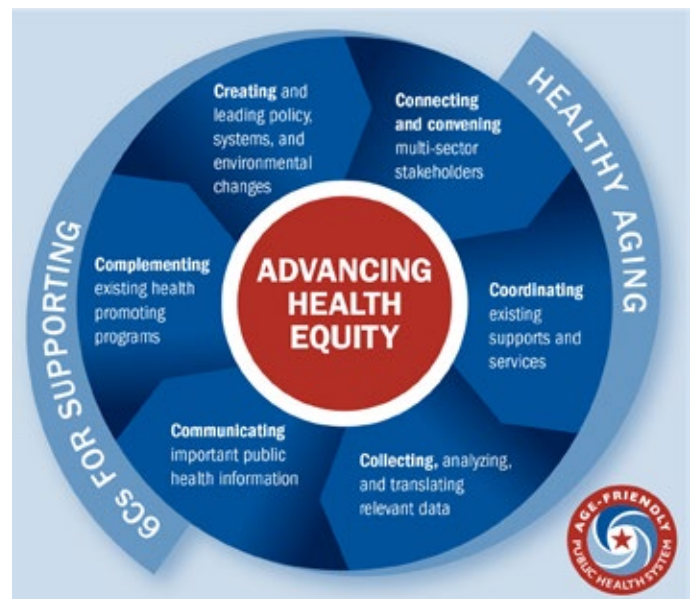 6Cs FOR SUPPORTING
HEALTHY AGING
ADVANCING
HEALTH
EQUITY
Creating and
leading policy,
systems, and
environmental
changes
Connecting
and convening
multi-sector
stakeholders
Coordinating
existing
supports and
services
Collecting, analyzing,
and translating
relevant data
Communicating
important public
health information
Complementing
existing health
promoting
programs
AGE-FRIENDLY
PUBLIC HEALTH SYSTEM